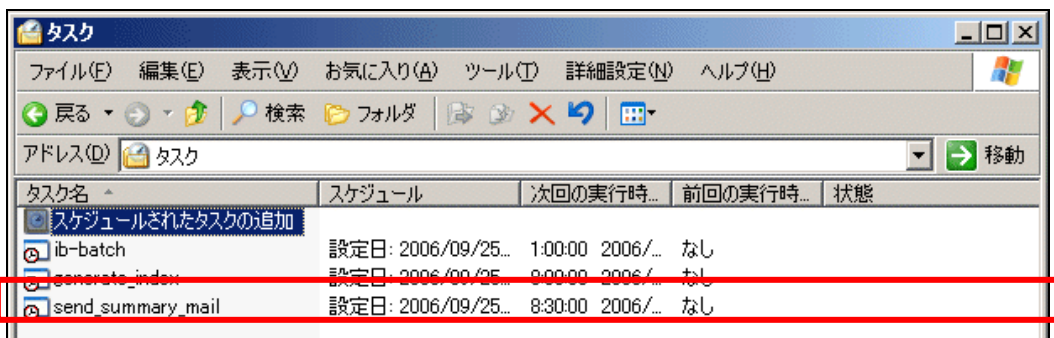 タスク
ファイル(F) 編集(E) 表示(V) お気に入り(A) ツール(T) 詳細設定(N) ヘルプ(H)
戻る 検索 フォルダ
アドレス(D) タスク 移動
タスク名 スケジュール 次回の実行時... 前回の実行時... 状態
スケジュールされたタスクの追加
ib-batch 設定日: 2006/09/25... 1:00:00 2006/... なし
generate_index 設定日: 2006/09/25... 8:00:00 2006/... なし
send_summary_mail 設定日: 2006/09/25... 8:30:00 2006/... なし